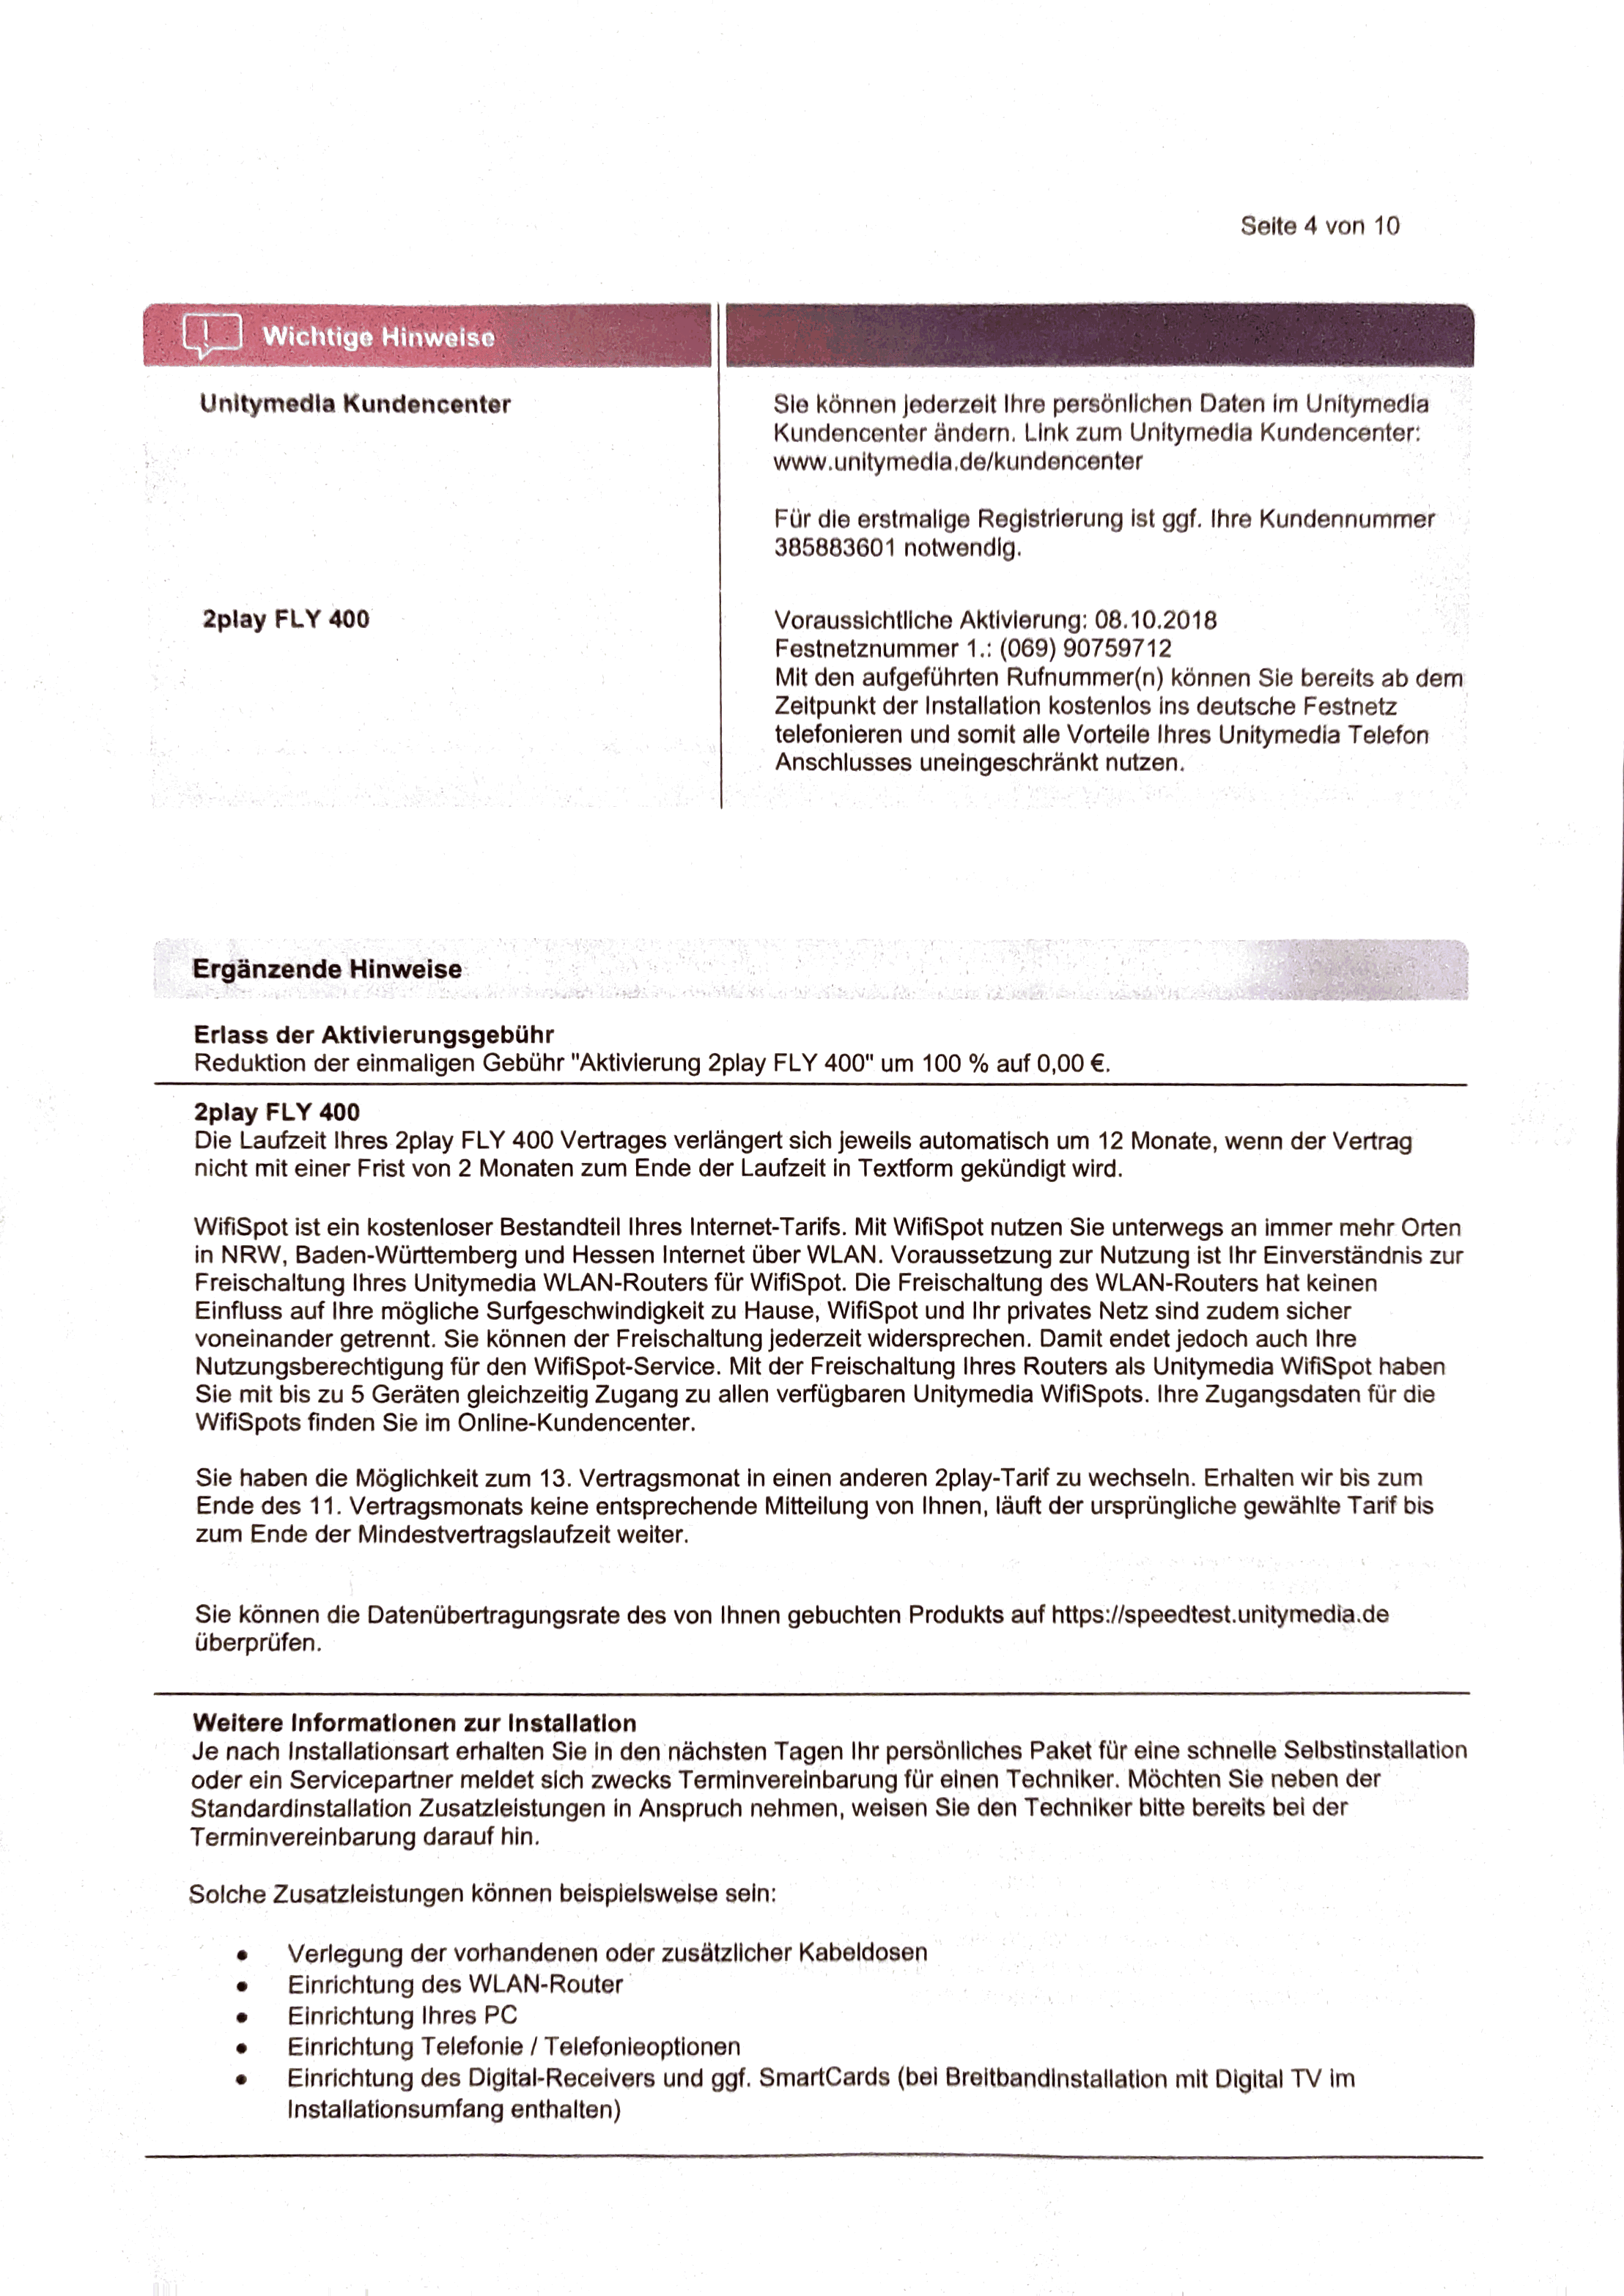 Seite 4 von 10
Wichtige Hinweise
Unitymedia Kundencenter
Sie können jederzeit Ihre persönlichen Daten im Unitymedia
Kundencenter ändern. Link zum Unitymedia Kundencenter:
www.unitymedia.de/kundencenter
Für die erstmalige Registrierung ist ggf. Ihre Kundennummer
385883601 notwendig.
2play FLY 400
Voraussichtliche Aktivierung: 08.10.2018
Festnetznummer 1.: (069) 90759712
Mit den aufgeführten Rufnummer(n) können Sie bereits ab dem
Zeitpunkt der Installation kostenlos ins deutsche Festnetz
telefonieren und somit alle Vorteile Ihres Unitymedia Telefon
Anschlusses uneingeschränkt nutzen.
Ergänzende Hinweise
Erlass der Aktivierungsgebühr
Reduktion der einmaligen Gebühr "Aktivierung 2play FLY 400" um 100 % auf 0,00 €.
2play FLY 400
Die Laufzeit Ihres 2play FLY 400 Vertrages verlängert sich jeweils automatisch um 12 Monate, wenn der Vertrag
nicht mit einer Frist von 2 Monaten zum Ende der Laufzeit in Textform gekündigt wird.
WifiSpot ist ein kostenloser Bestandteil Ihres Internet-Tarifs. Mit WifiSpot nutzen Sie unterwegs an immer mehr Orten
in NRW, Baden-Württemberg und Hessen Internet über WLAN. Voraussetzung zur Nutzung ist Ihr Einverständnis zur
Freischaltung Ihres Unitymedia WLAN-Routers für WifiSpot. Die Freischaltung des WLAN-Routers hat keinen
Einfluss auf Ihre mögliche Surfgeschwindigkeit zu Hause, WifiSpot und Ihr privates Netz sind zudem sicher
voneinander getrennt. Sie können der Freischaltung jederzeit widersprechen. Damit endet jedoch auch Ihre
Nutzungsberechtigung für den WifiSpot-Service. Mit der Freischaltung Ihres Routers als Unitymedia WifiSpot haben
Sie mit bis zu 5 Geräten gleichzeitig Zugang zu allen verfügbaren Unitymedia WifiSpots. Ihre Zugangsdaten für die
WifiSpots finden Sie im Online-Kundencenter.
Sie haben die Möglichkeit zum 13. Vertragsmonat in einen anderen 2play-Tarif zu wechseln. Erhalten wir bis zum
Ende des 11. Vertragsmonats keine entsprechende Mitteilung von Ihnen, läuft der ursprüngliche gewählte Tarif bis
zum Ende der Mindestvertragslaufzeit weiter.
Sie können die Datenübertragungsrate des von Ihnen gebuchten Produkts auf https://speedtest.unitymedia.de
überprüfen.
Weitere Informationen zur Installation
Je nach Installationsart erhalten Sie in den nächsten Tagen Ihr persönliches Paket für eine schnelle Selbstinstallation
oder ein Servicepartner meldet sich zwecks Terminvereinbarung für einen Techniker. Möchten Sie neben der
Standardinstallation Zusatzleistungen in Anspruch nehmen, weisen Sie den Techniker bitte bereits bei der
Terminvereinbarung darauf hin.
Solche Zusatzleistungen können beispielsweise sein:
• Verlegung der vorhandenen oder zusätzlicher Kabeldosen
• Einrichtung des WLAN-Router
• Einrichtung Ihres PC
• Einrichtung Telefonie / Telefonieoptionen
• Einrichtung des Digital-Receivers und ggf. SmartCards (bei Breitbandinstallation mit Digital TV im
Installationsumfang enthalten)